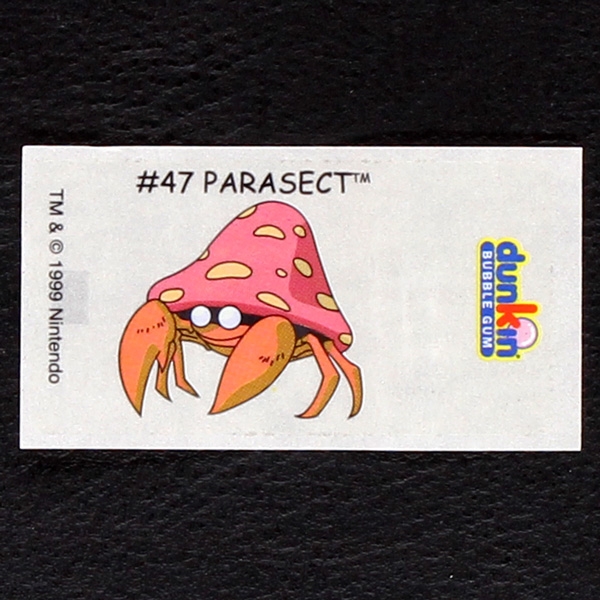 #47 PARASECT™
TM & © 1999 Nintendo
dunkin
BUBBLE GUM